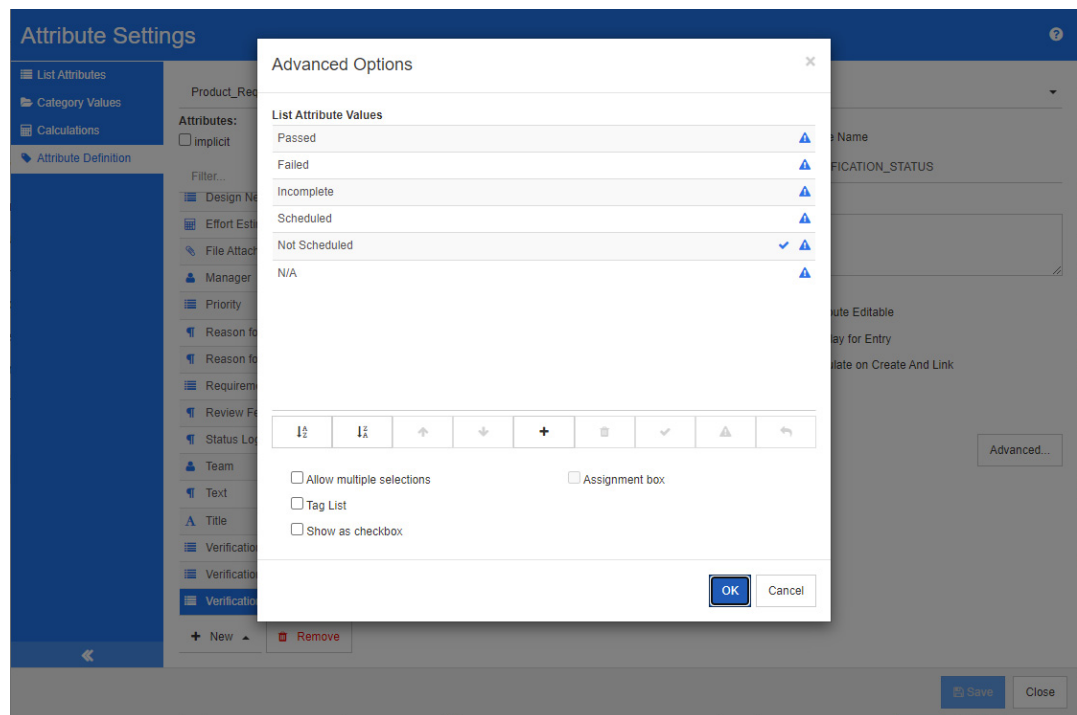 Attribute Settings
List Attributes
Category Values
Calculations
Attribute Definition
Product_Req
Attributes:
implicit
Filter...
Design Ne
Effort Esti
File Attach
Manager
Priority
Reason fo
Reason fo
Requirem
Review Fe
Status Log
Team
Text
Title
Verificatio
Verificatio
Verification
New
Remove
Advanced Options
List Attribute Values
Passed
Failed
Incomplete
Scheduled
Not Scheduled
N/A
Allow multiple selections
Assignment box
Tag List
Show as checkbox
OK
Cancel
e Name
FICATION_STATUS
ute Editable
lay for Entry
ulate on Create And Link
Advanced...
Save
Close